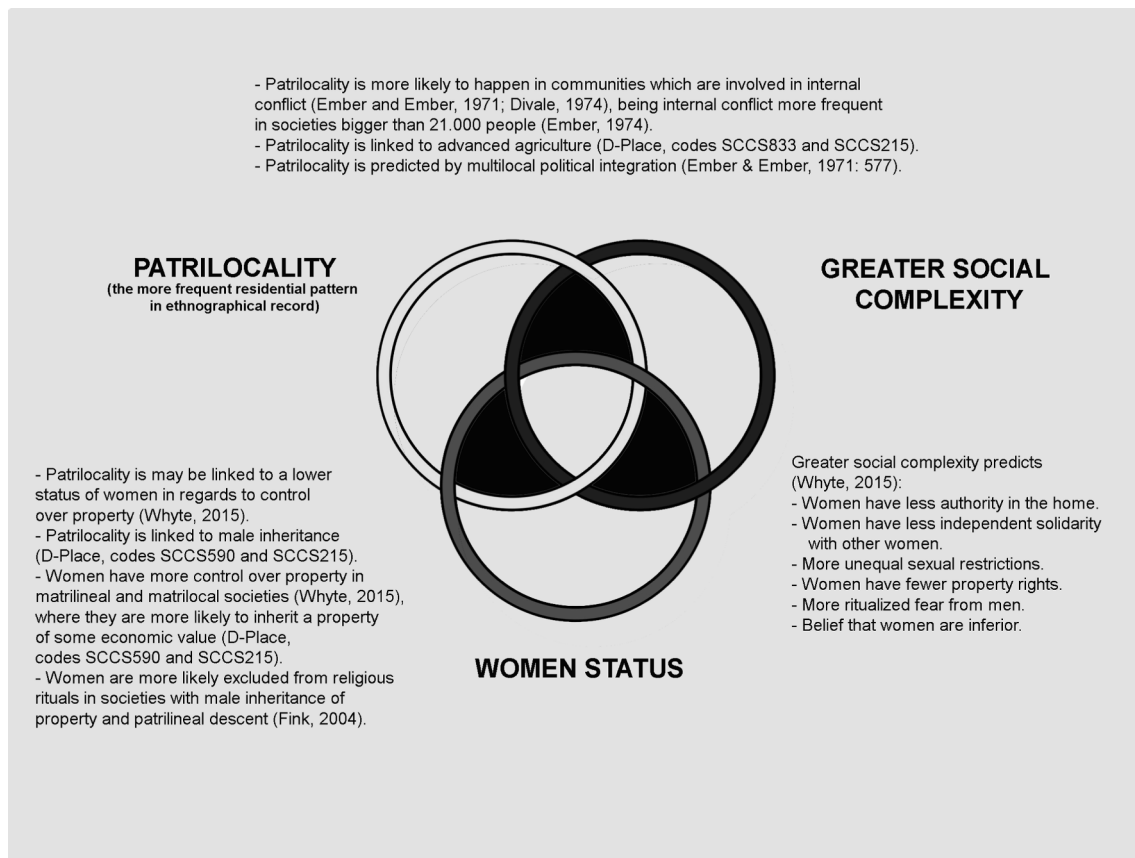 - Patrilocality is more likely to happen in communities which are involved in internal
conflict (Ember and Ember, 1971; Divale, 1974), being internal conflict more frequent
in societies bigger than 21.000 people (Ember, 1974).
- Patrilocality is linked to advanced agriculture (D-Place, codes SCCS833 and SCCS215).
- Patrilocality is predicted by multilocal political integration (Ember & Ember, 1971: 577).
PATRILOCALITY
(the more frequent residential pattern
in ethnographical record)
GREATER SOCIAL
COMPLEXITY
- Patrilocality is may be linked to a lower
status of women in regards to control
over property (Whyte, 2015).
- Patrilocality is linked to male inheritance
(D-Place, codes SCCS590 and SCCS215).
- Women have more control over property in
matrilineal and matrilocal societies (Whyte, 2015),
where they are more likely to inherit a property
of some economic value (D-Place,
codes SCCS590 and SCCS215).
- Women are more likely excluded from religious
rituals in societies with male inheritance of
property and patrilineal descent (Fink, 2004).
Greater social complexity predicts
(Whyte, 2015):
- Women have less authority in the home.
- Women have less independent solidarity
with other women.
- More unequal sexual restrictions.
- Women have fewer property rights.
- More ritualized fear from men.
- Belief that women are inferior.
WOMEN STATUS